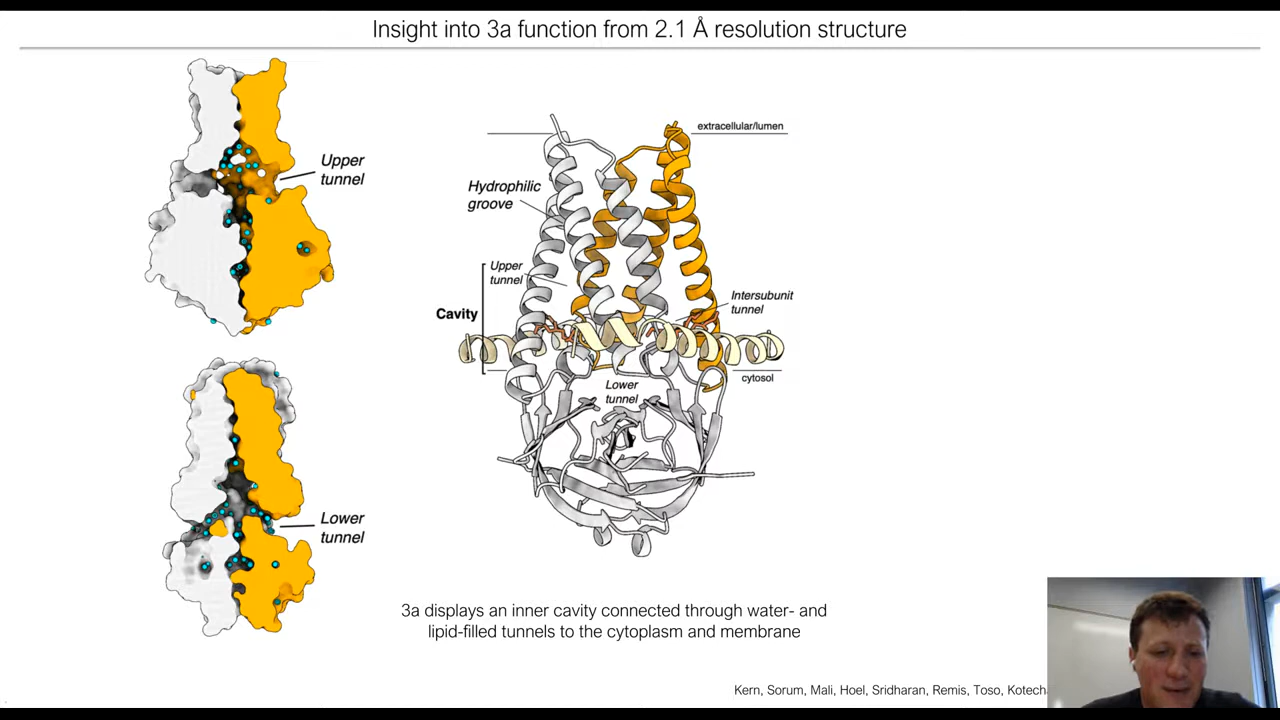 Insight into 3a function from 2.1 Å resolution structure
Upper
tunnel
Lower
tunnel
extracellular/lumen
Hydrophilic
groove
Upper
tunnel
Cavity
Intersubunit
tunnel
cytosol
Lower
tunnel
3a displays an inner cavity connected through water- and
lipid-filled tunnels to the cytoplasm and membrane
Kern, Sorum, Mali, Hoel, Sridharan, Remis, Toso, Kotecha